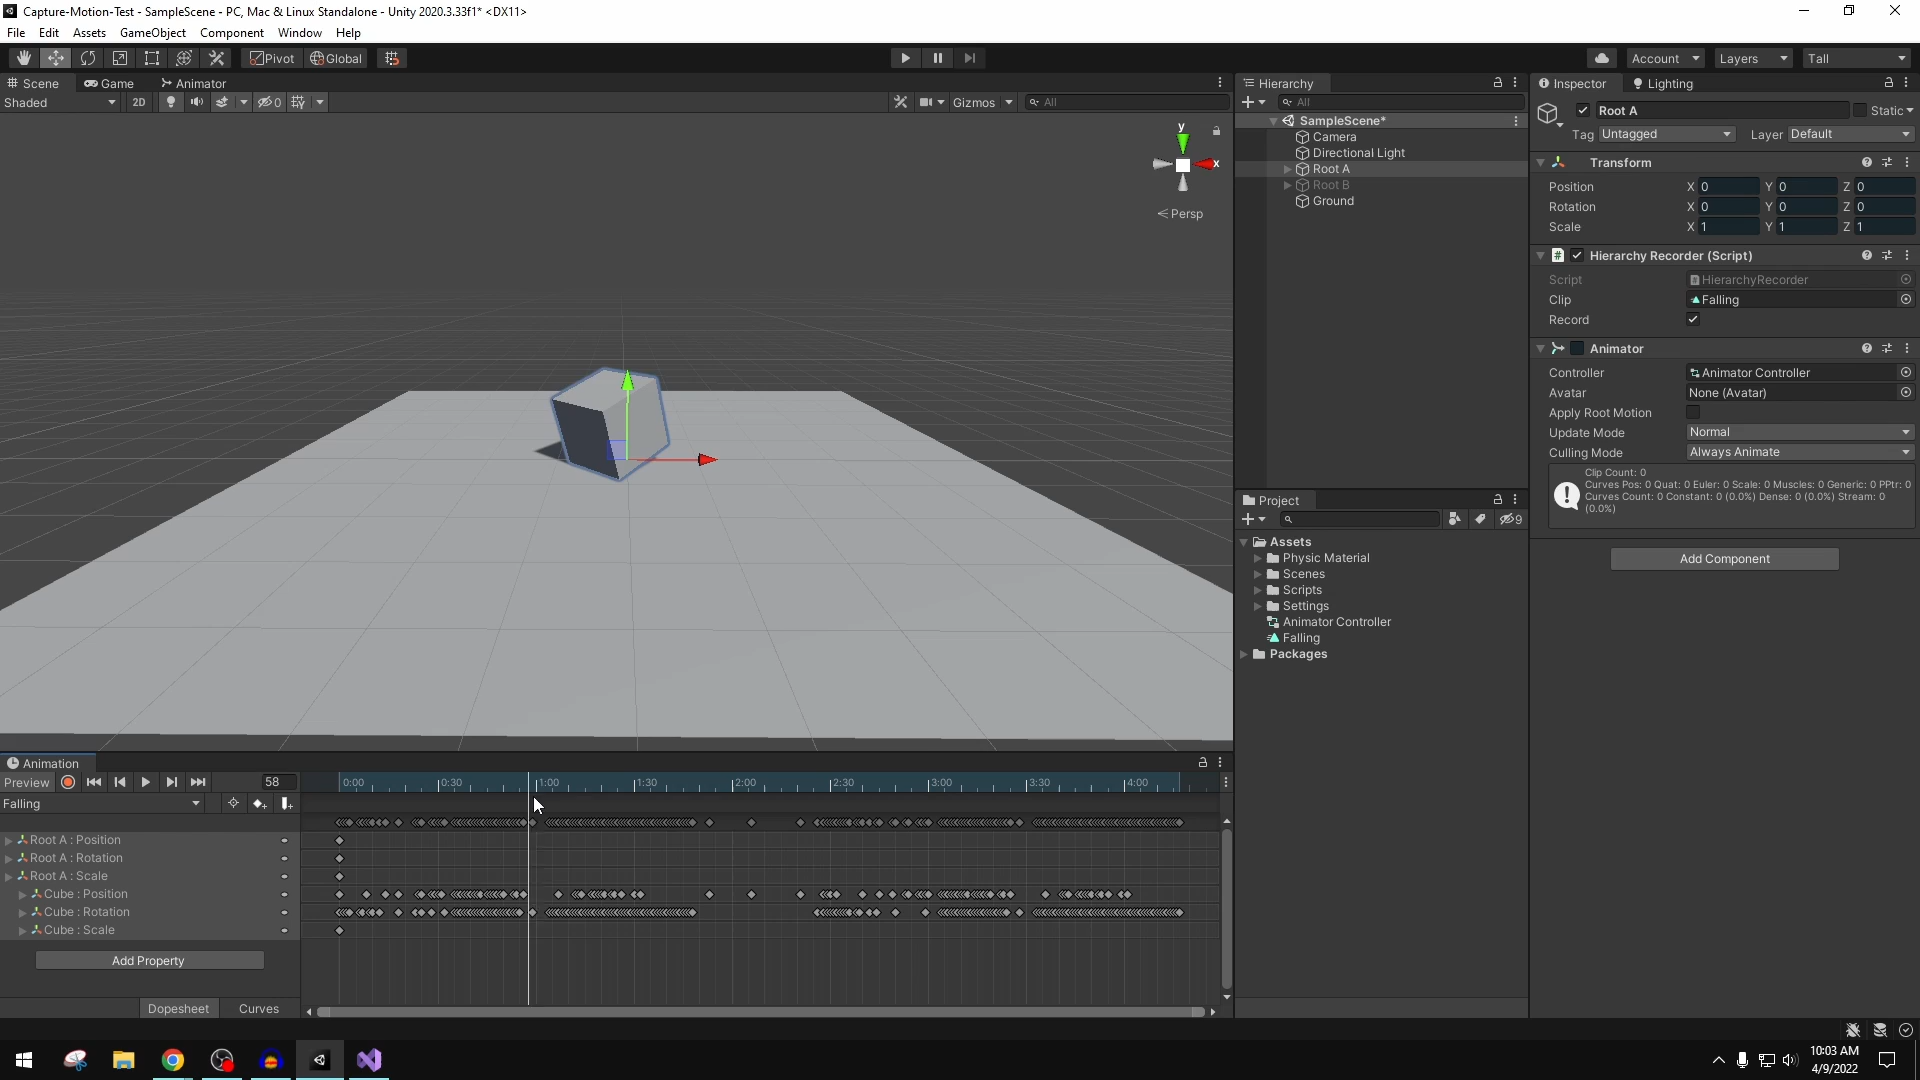 Capture-Motion-Test - SampleScene - PC, Mac & Linux Standalone - Unity 2020.3.33f1* <DX11>
File Edit Assets GameObject Component Window Help
Pivot Global Account Layers Tall
Scene Game Animator
Shaded 2D 0 Gizmos All
y
x
Persp
Hierarchy
All
SampleScene*
Camera
Directional Light
Root A
Root B
Ground
Project
9
Assets
Physic Material
Scenes
Scripts
Settings
Animator Controller
Falling
Packages
Inspector Lighting
Root A Static
Tag Untagged Layer Default
Transform
Position X 0 Y 0 Z 0
Rotation X 0 Y 0 Z 0
Scale X 1 Y 1 Z 1
# Hierarchy Recorder (Script)
Script HierarchyRecorder
Clip Falling
Record
Animator
Controller Animator Controller
Avatar None (Avatar)
Apply Root Motion
Update Mode Normal
Culling Mode Always Animate
Clip Count: 0
Curves Pos: 0 Quat: 0 Euler: 0 Scale: 0 Muscles: 0 Generic: 0 PPtr: 0
Curves Count: 0 Constant: 0 (0.0%) Dense: 0 (0.0%) Stream: 0
(0.0%)
Add Component
Animation
Preview 58 0:00 0:30 1:00 1:30 2:00 2:30 3:00 3:30 4:00
Falling
Root A : Position
Root A : Rotation
Root A : Scale
Cube : Position
Cube : Rotation
Cube : Scale
Add Property
Dopesheet Curves
10:03 AM
4/9/2022